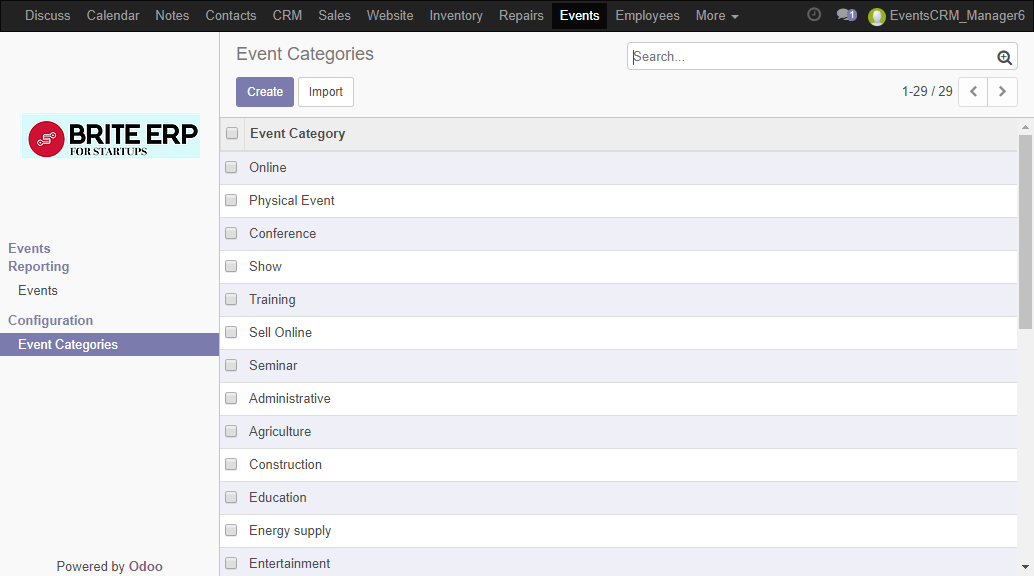 Discuss Calendar Notes Contacts CRM Sales Website Inventory Repairs Events Employees More 1 EventsCRM_Manager6
Event Categories
Search...
Create Import
1-29 / 29
BRITE ERP
FOR STARTUPS
Events
Reporting
Events
Configuration
Event Categories
Powered by Odoo
Event Category
Online
Physical Event
Conference
Show
Training
Sell Online
Seminar
Administrative
Agriculture
Construction
Education
Energy supply
Entertainment